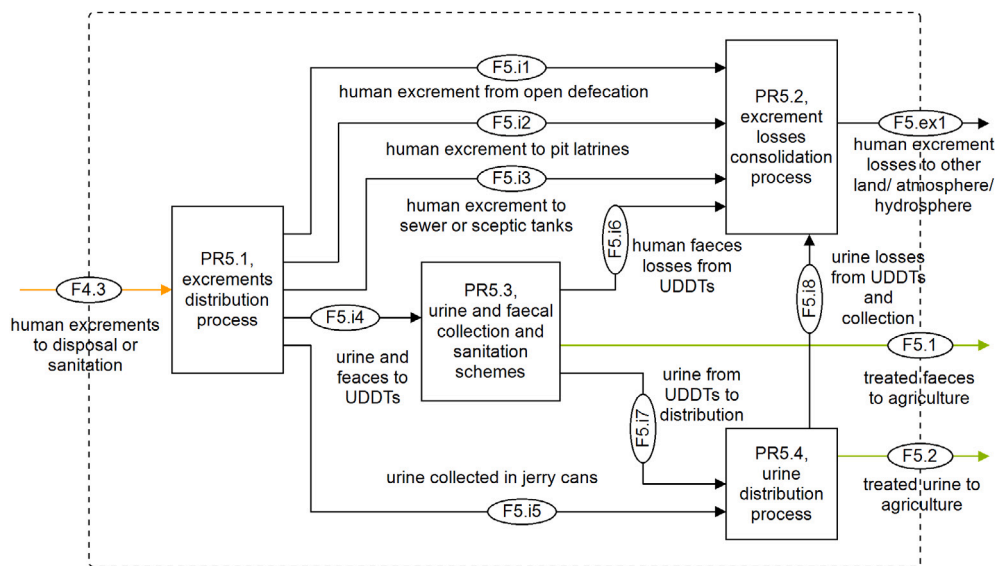 F5.i1
human excrement from open defecation
F5.i2
human excrement to pit latrines
F5.i3
human excrement to
sewer or sceptic tanks
PR5.2,
excrement
losses
consolidation
process
F5.ex1
human excrement
losses to other
land/ atmosphere/
hydrosphere
PR5.1,
excrements
distribution
process
F4.3
human excrements
to disposal or
sanitation
F5.i4
urine and
feaces to
UDDTs
PR5.3,
urine and faecal
collection and
sanitation
schemes
F5.i6
human faeces
losses from
UDDTs
F5.i8
urine losses
from UDDTs
and
collection
F5.1
treated faeces
to agriculture
F5.i7
urine from
UDDTs to
distribution
PR5.4,
urine
distribution
process
F5.2
treated urine to
agriculture
urine collected in jerry cans
F5.i5